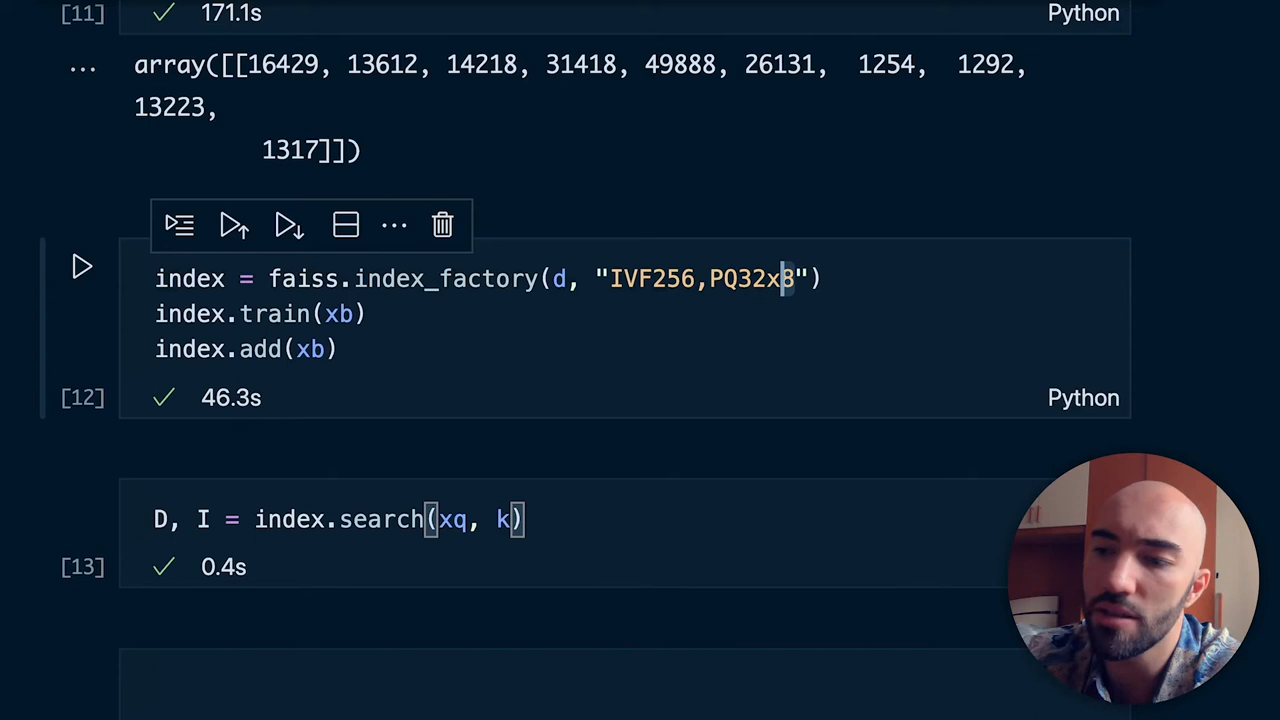 [11] 171.1s Python
... array([[16429, 13612, 14218, 31418, 49888, 26131,  1254,  1292,
13223,
1317]])
index = faiss.index_factory(d, "IVF256,PQ32x8")
index.train(xb)
index.add(xb)
[12] 46.3s Python
D, I = index.search(xq, k)
[13] 0.4s